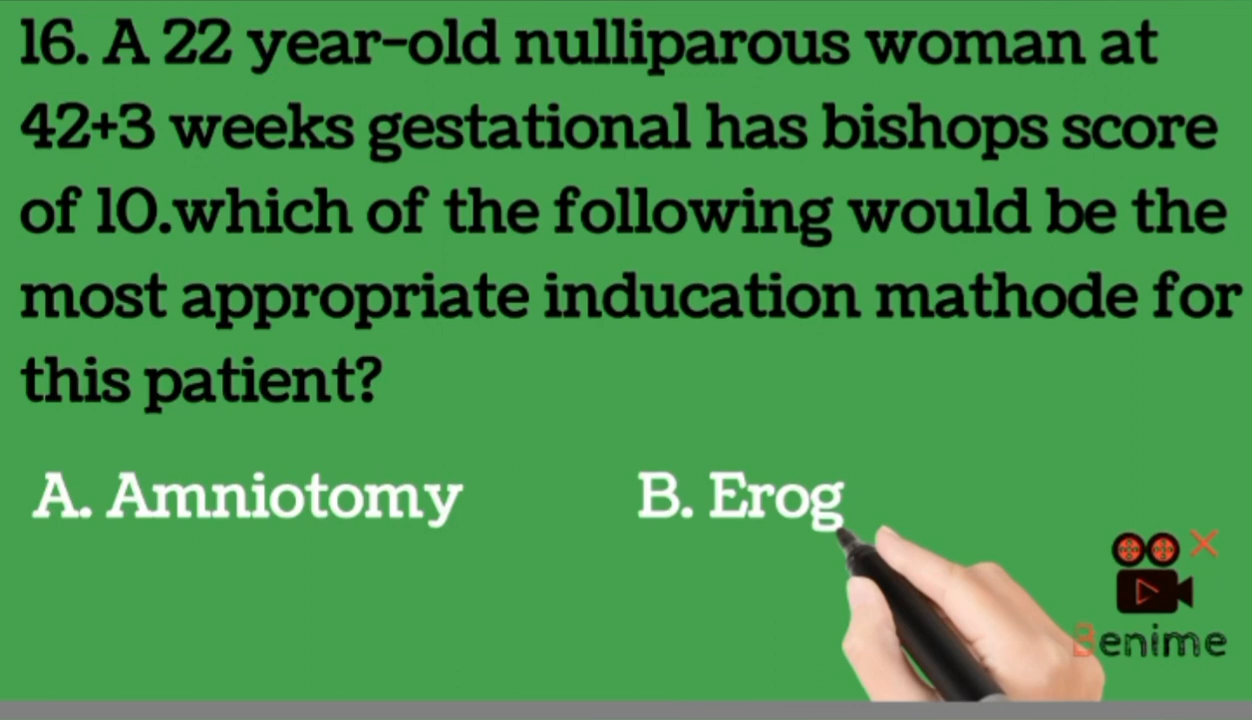 16. A 22 year-old nulliparous woman at
42+3 weeks gestational has bishops score
of 10.which of the following would be the
most appropriate inducation mathode for
this patient?
A. Amniotomy
B. Erog
Benime